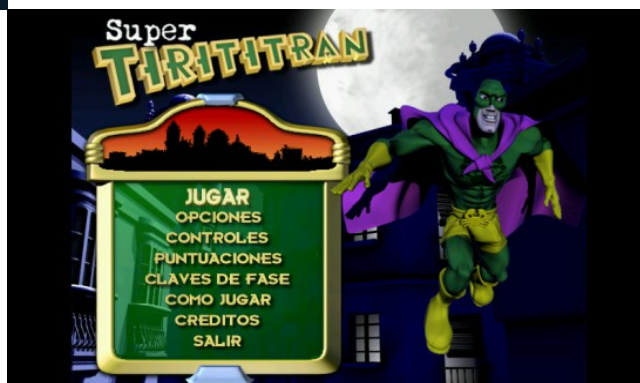 Super
TIRITITRAN
JUGAR
OPCIONES
CONTROLES
PUNTUACIONES
CLAVES DE FASE
COMO JUGAR
CREDITOS
SALIR